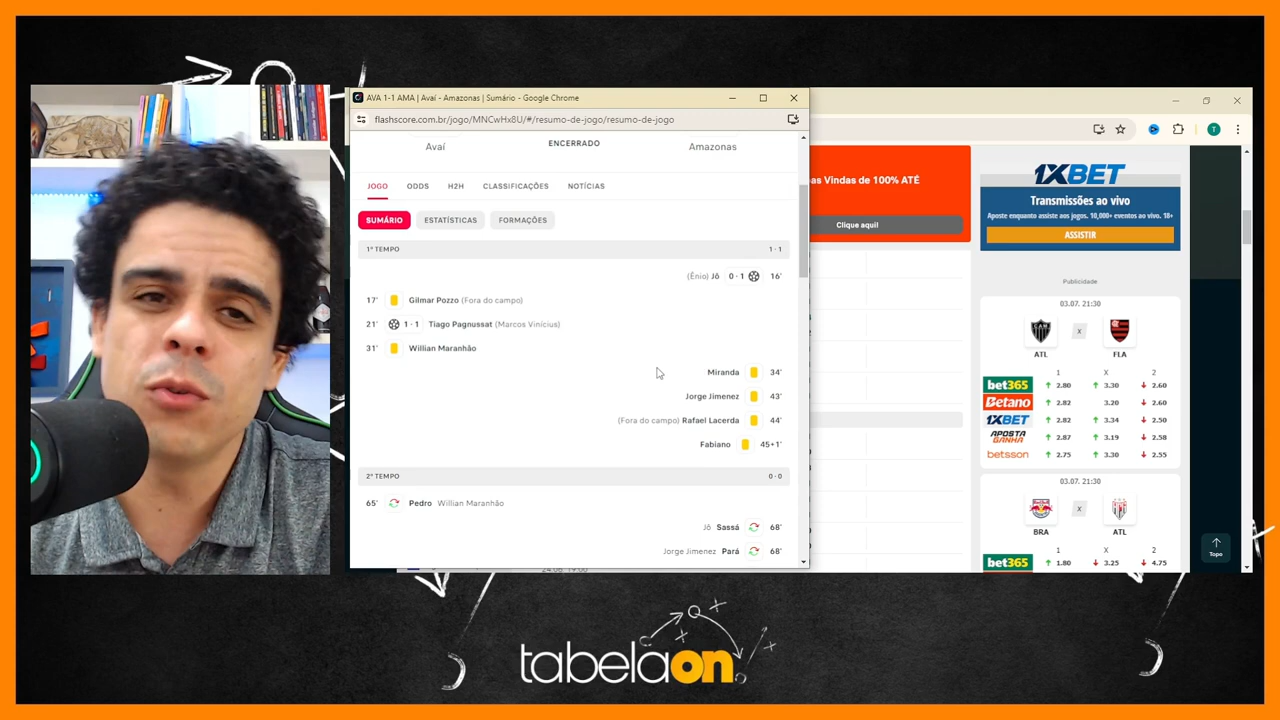 AVA 1-1 AMA | Avaí - Amazonas | Sumário - Google Chrome
flashscore.com.br/jogo/MNCwHx8U/#/resumo-de-jogo/resumo-de-jogo
Avaí ENCERRADO Amazonas
JOGO ODDS H2H CLASSIFICAÇÕES NOTÍCIAS
SUMÁRIO ESTATÍSTICAS FORMAÇÕES
1º TEMPO 1 - 1
(Ênio) Jô 0 - 1 16'
17' Gilmar Pozzo (Fora do campo)
21' 1 - 1 Tiago Pagnussat (Marcos Vinícius)
31' Willian Maranhão
Miranda 34'
Jorge Jimenez 43'
(Fora do campo) Rafael Lacerda 44'
Fabiano 45+1'
2º TEMPO 0 - 0
65' Pedro Willian Maranhão
Jô Sassá 68'
Jorge Jimenez Pará 68'
as Vindas de 100% ATÉ
Clique aqui!
T
1XBET
Transmissões ao vivo
Aposte enquanto assiste aos jogos. 10,000+ eventos ao vivo. 18+
ASSISTIR
Publicidade
03.07. 21:30
x
ATL FLA
1 X 2
bet365 2.80 3.30 2.60
Betano 2.82 3.20 2.60
1XBET 2.82 3.34 2.50
APOSTA GANHA 2.87 3.19 2.58
betsson 2.75 3.30 2.55
03.07. 21:30
x
BRA ATL
1 X 2
bet365 1.80 3.25 4.75
Topo
tabelaon